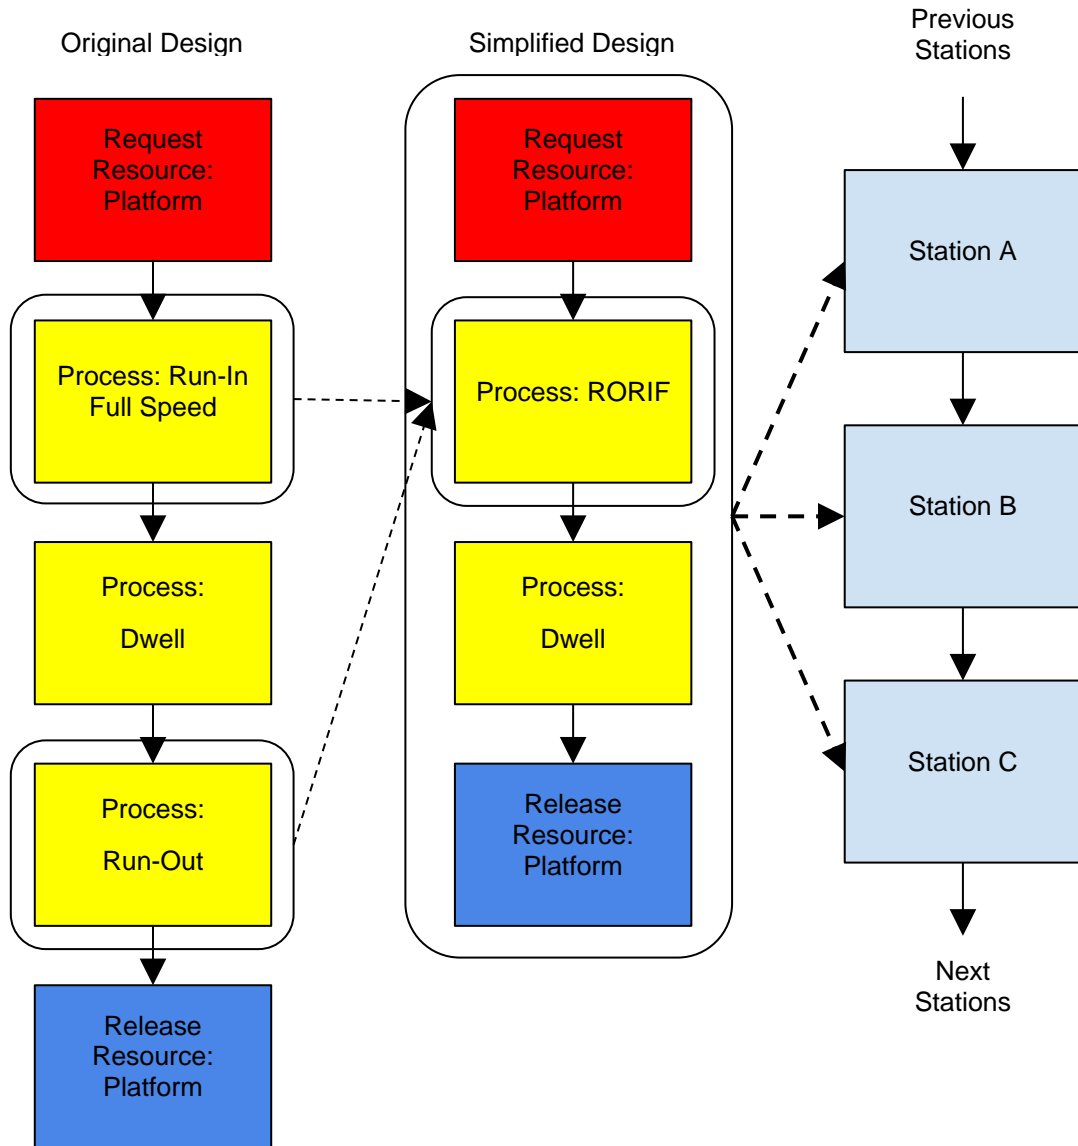 Original Design
Request
Resource:
Platform
Process: Run-In
Full Speed
Process:
Dwell
Process:
Run-Out
Release
Resource:
Platform
Simplified Design
Request
Resource:
Platform
Process: RORIF
Process:
Dwell
Release
Resource:
Platform
Previous
Stations
Station A
Station B
Station C
Next
Stations